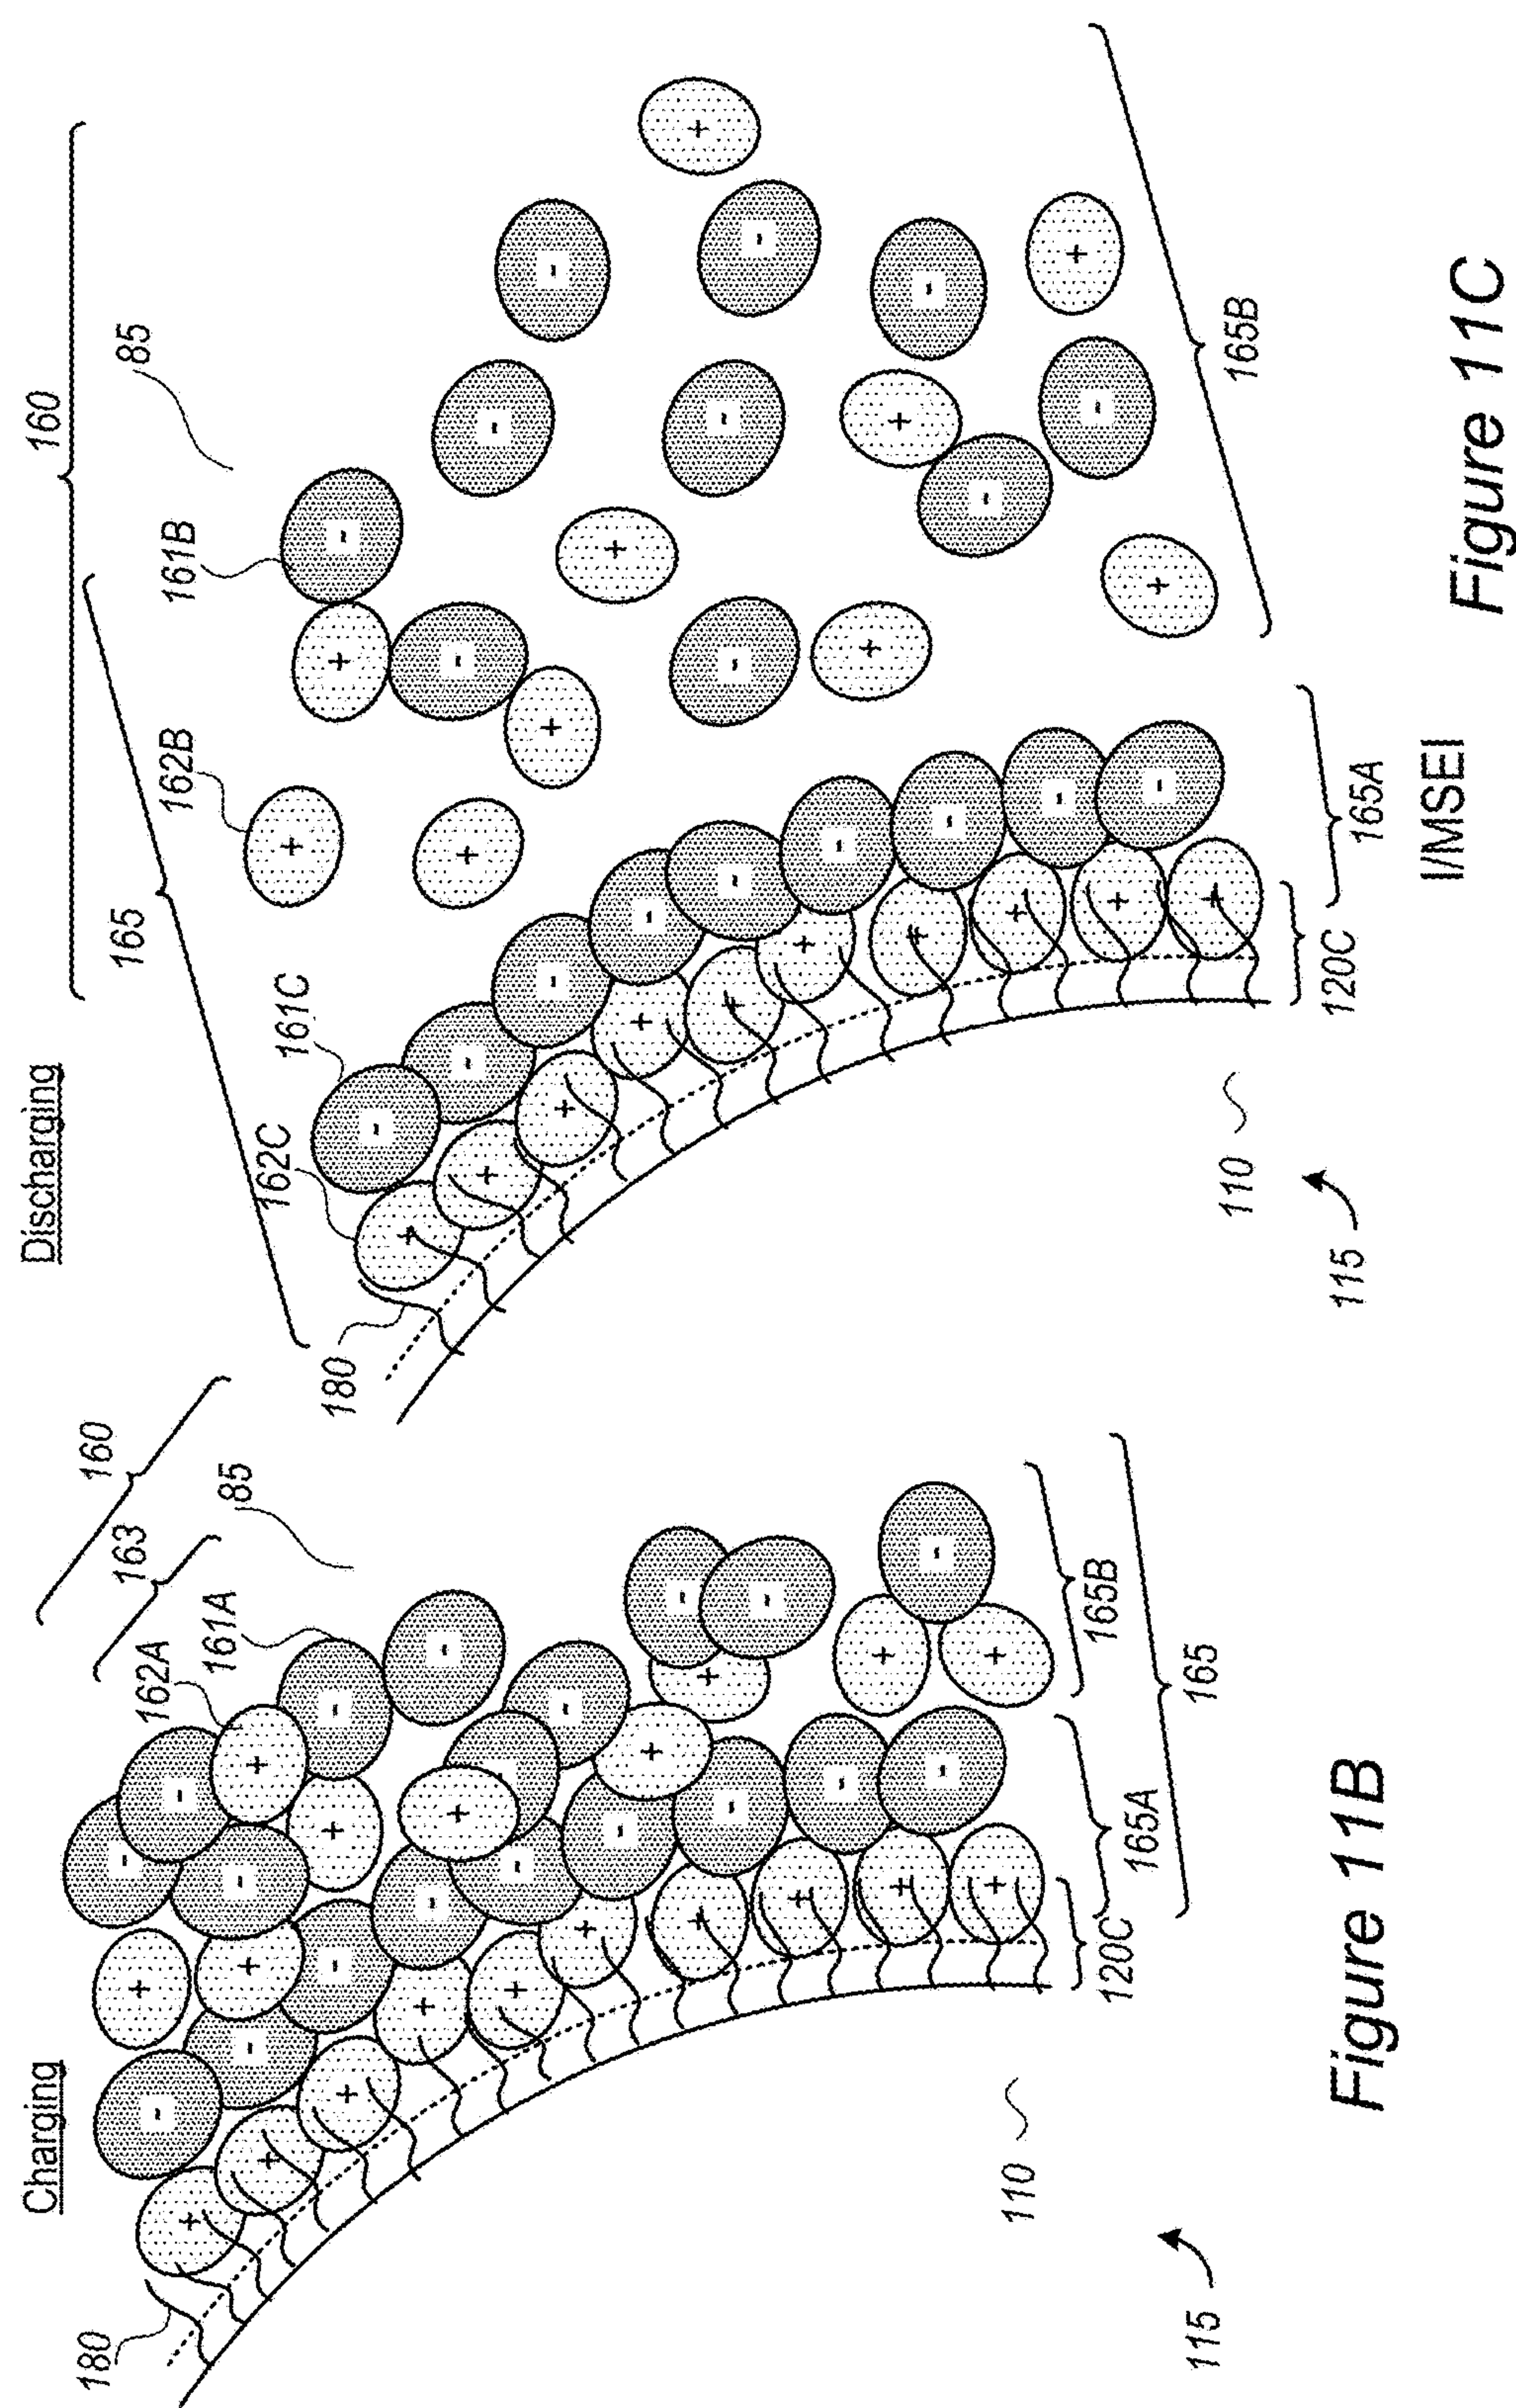 Charging
160
163
85
162A
161A
180
165B
165
165A
120C
110
115
Figure 11B
Discharging
160
85
161B
165
162B
161C
162C
180
165B
165A
120C
110
115
I/MSEI
Figure 11C